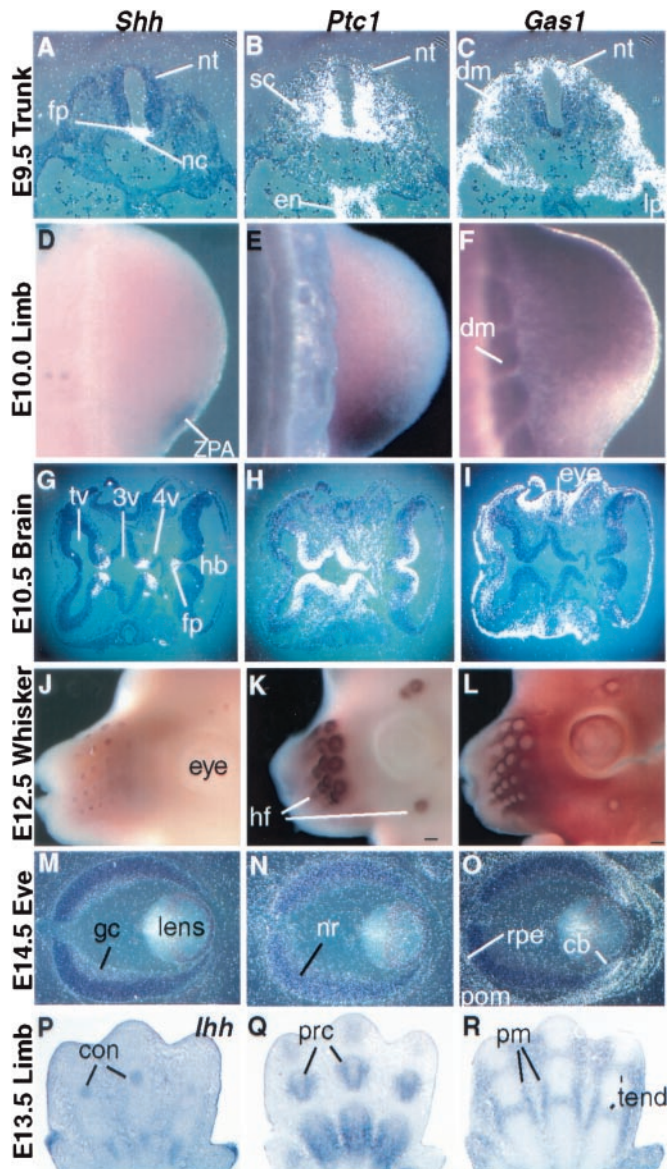 Shh Ptc1 Gas1
E9.5 Trunk
A nt fp nc
B nt sc en
C nt dm lp
E10.0 Limb
D ZPA
E
F dm
E10.5 Brain
G tv 3v 4v hb fp
H
I eye
E12.5 Whisker
J eye
K hf
L
E14.5 Eye
M gc lens
N nr
O rpe cb pom
E13.5 Limb
P Ihh con
Q prc
R pm tend